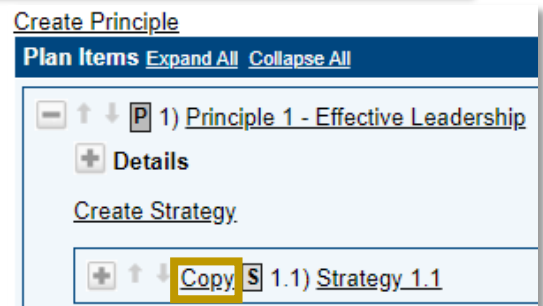 Create Principle
Plan Items Expand All Collapse All
P 1) Principle 1 - Effective Leadership
Details
Create Strategy
Copy S 1.1) Strategy 1.1